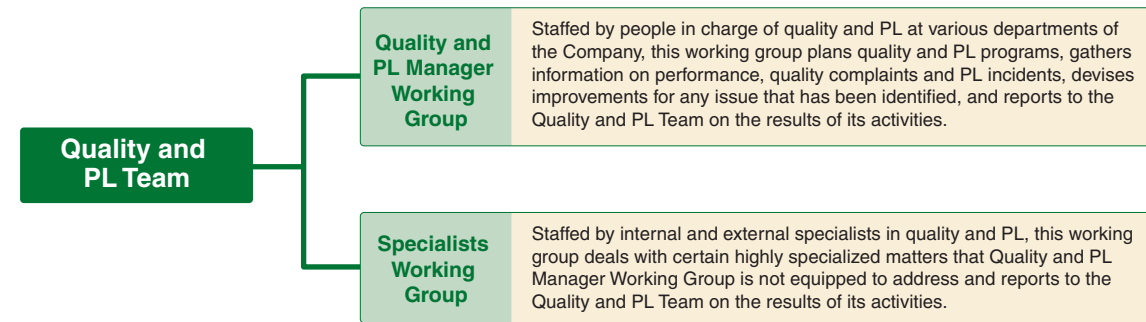 Quality and
PL Team
Quality and
PL Manager
Working
Group
Staffed by people in charge of quality and PL at various departments of
the Company, this working group plans quality and PL programs, gathers
information on performance, quality complaints and PL incidents, devises
improvements for any issue that has been identified, and reports to the
Quality and PL Team on the results of its activities.
Specialists
Working
Group
Staffed by internal and external specialists in quality and PL, this working
group deals with certain highly specialized matters that Quality and PL
Manager Working Group is not equipped to address and reports to the
Quality and PL Team on the results of its activities.